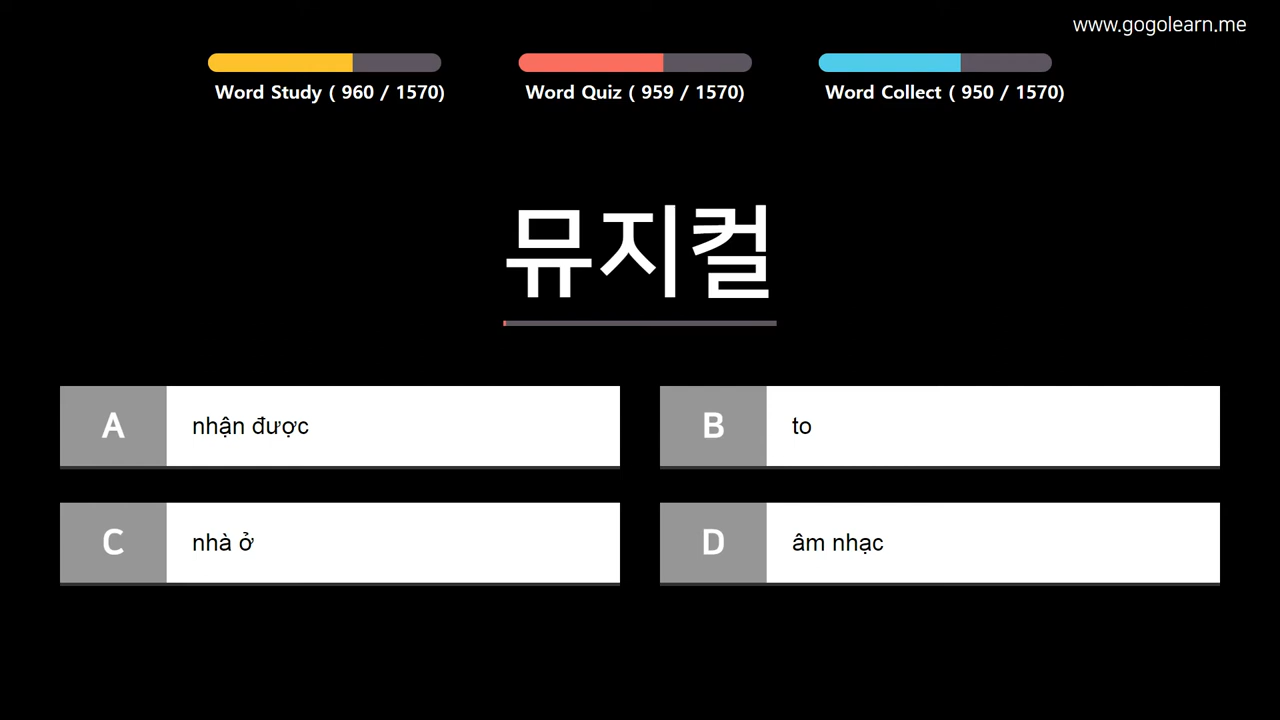 www.gogolearn.me
Word Study ( 960 / 1570)
Word Quiz ( 959 / 1570)
Word Collect ( 950 / 1570)
뮤지컬
A nhận được
B to
C nhà ở
D âm nhạc